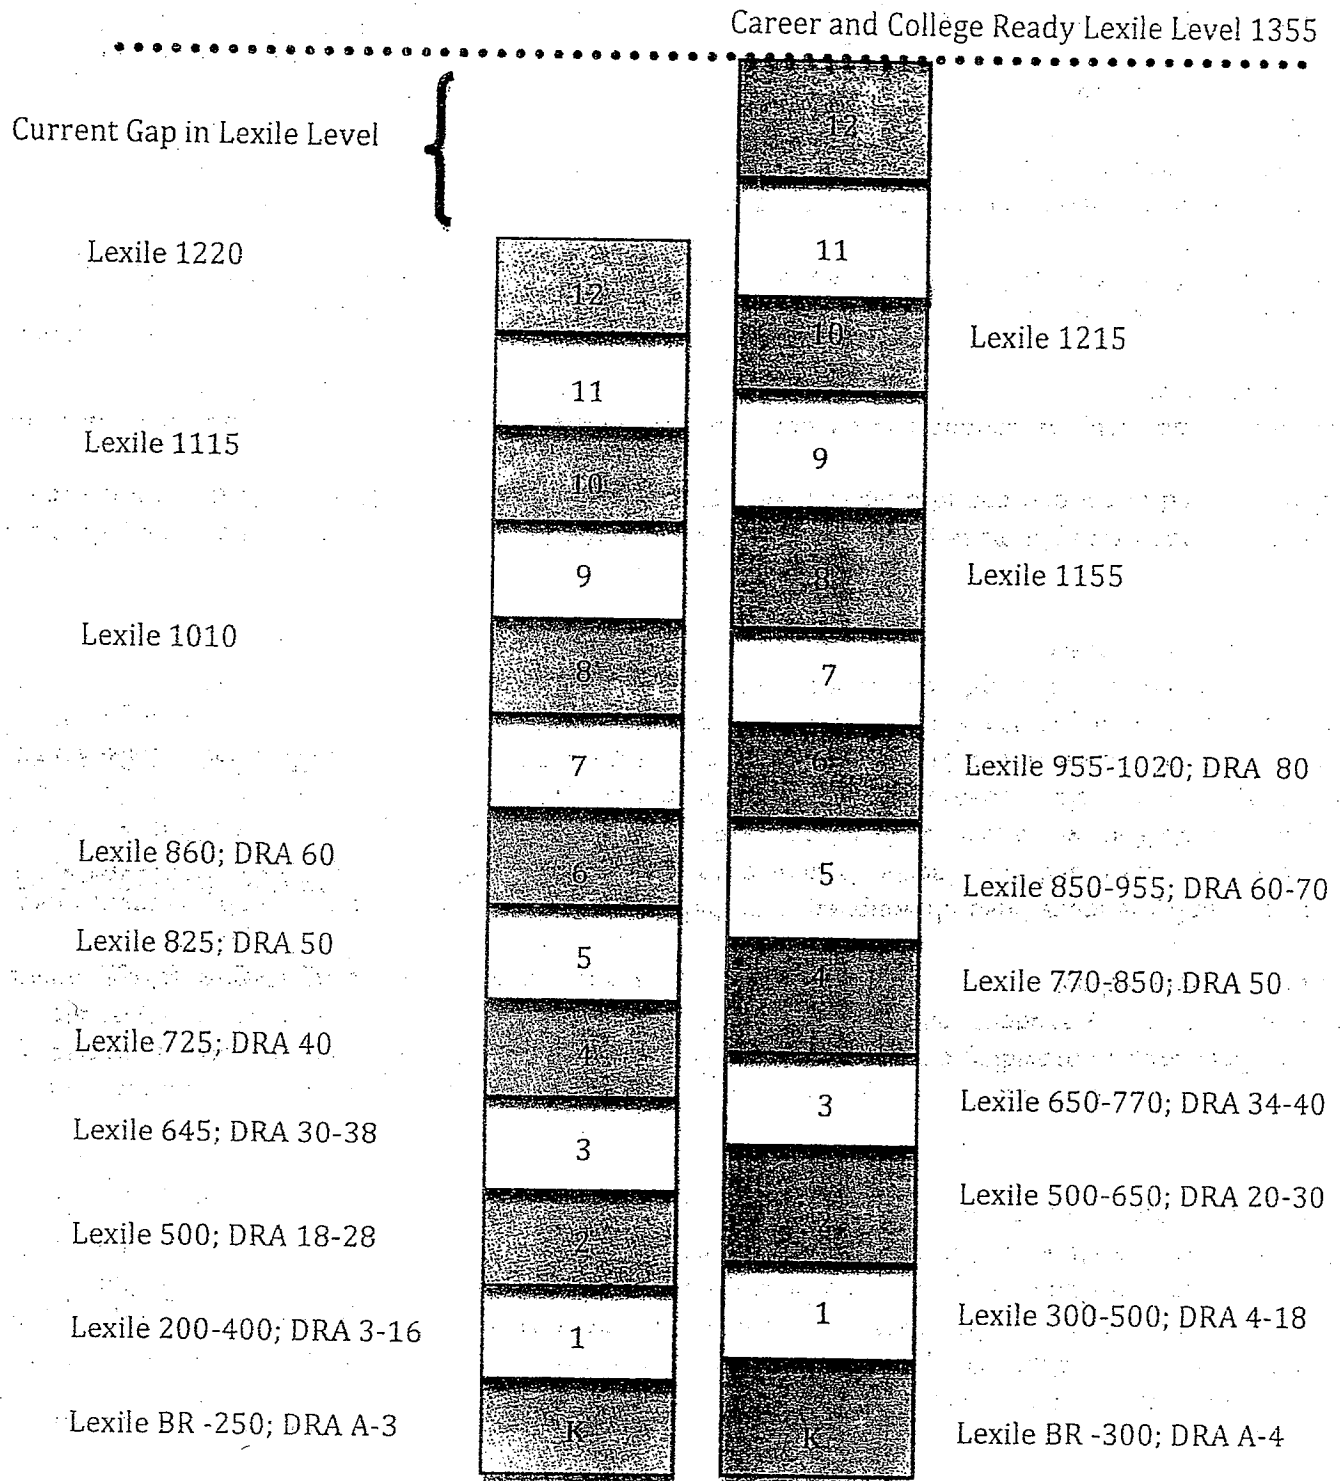 Career and College Ready Lexile Level 1355
Current Gap in Lexile Level
12
Lexile 1220
12
11
11
10
Lexile 1215
Lexile 1115
10
9
9
8
Lexile 1155
Lexile 1010
8
7
7
6
Lexile 955-1020; DRA 80
Lexile 860; DRA 60
6
5
Lexile 850-955; DRA 60-70
Lexile 825; DRA 50
5
4
Lexile 770-850; DRA 50
Lexile 725; DRA 40
4
3
Lexile 650-770; DRA 34-40
Lexile 645; DRA 30-38
3
Lexile 500-650; DRA 20-30
Lexile 500; DRA 18-28
2
1
Lexile 300-500; DRA 4-18
Lexile 200-400; DRA 3-16
1
Lexile BR -250; DRA A-3
K
K
Lexile BR -300; DRA A-4